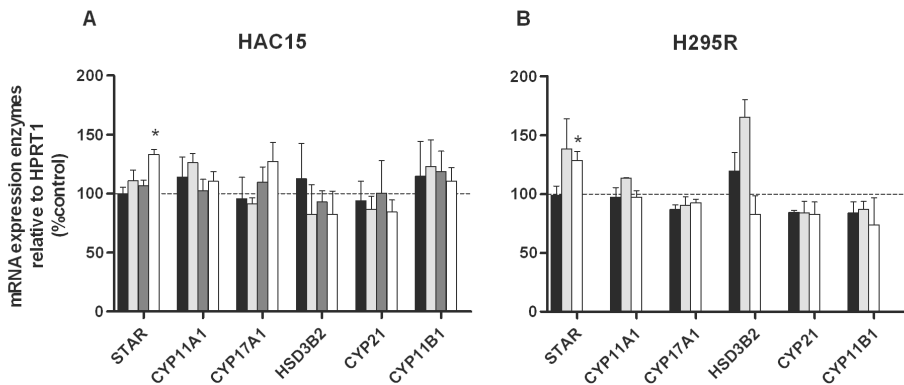 A
HAC15
B
H295R
mRNA expression enzymes
relative to HPRT1
(%control)
200
150
100
50
0
*
STAR
CYP11A1
CYP17A1
HSD3B2
CYP21
CYP11B1
200
150
100
50
0
*
STAR
CYP11A1
CYP17A1
HSD3B2
CYP21
CYP11B1